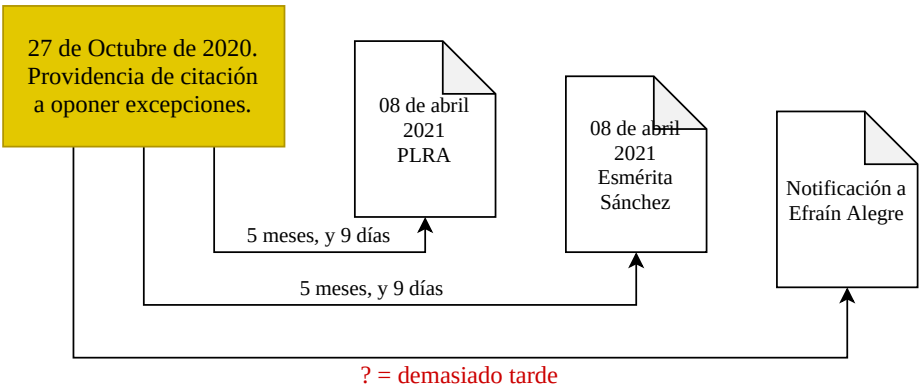 27 de Octubre de 2020.
Providencia de citación
a oponer excepciones.
08 de abril
2021
PLRA
08 de abril
2021
Esmérita
Sánchez
Notificación a
Efraín Alegre
5 meses, y 9 días
5 meses, y 9 días
? = demasiado tarde